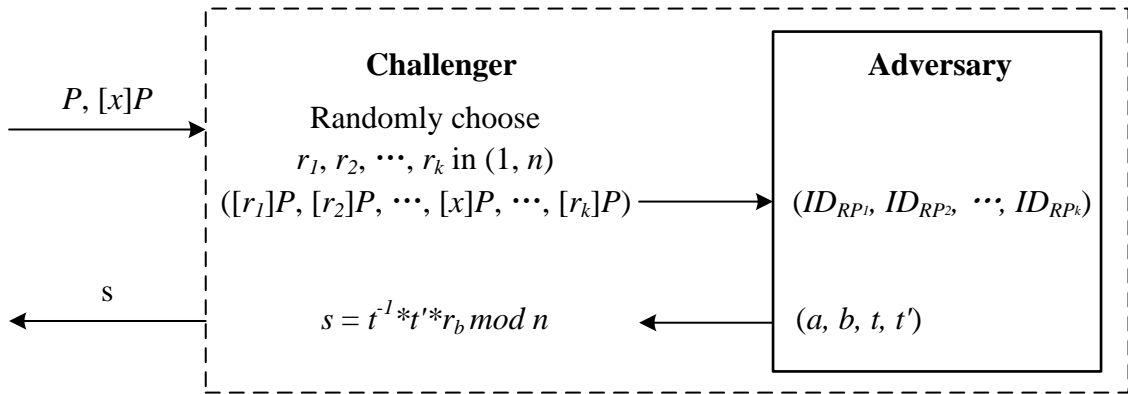 Challenger
Adversary
P, [x]P
Randomly choose
r1, r2, ···, rk in (1, n)
([r1]P, [r2]P, ···, [x]P, ···, [rk]P)
(IDRP1, IDRP2, ···, IDRPk)
s
s = t-1*t'*rb mod n
(a, b, t, t')